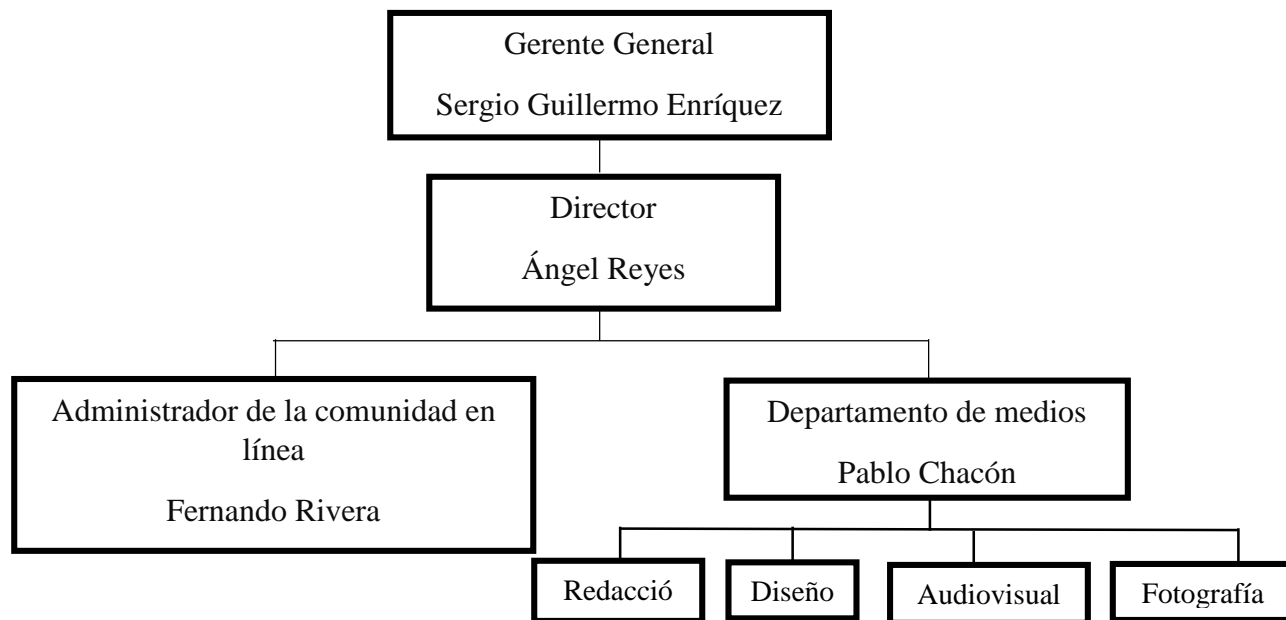 Gerente General
Sergio Guillermo Enríquez
Director
Ángel Reyes
Administrador de la comunidad en
línea
Fernando Rivera
Departamento de medios
Pablo Chacón
Redacció
Diseño
Audiovisual
Fotografía